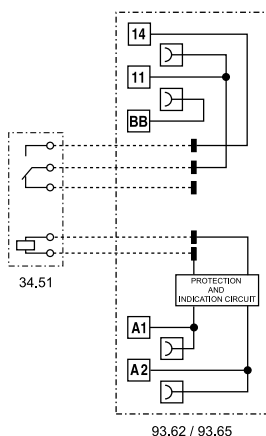 14
11
BB
34.51
PROTECTION
AND
INDICATION CIRCUIT
A1
A2
93.62 / 93.65